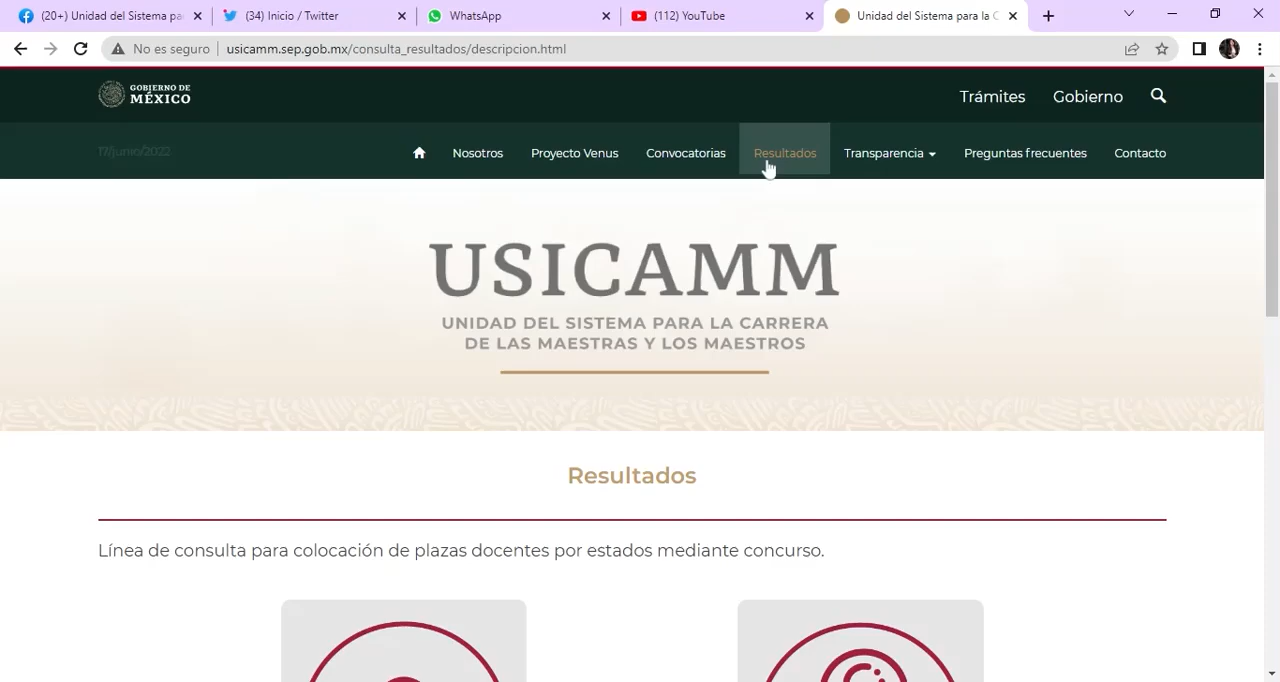 (20+) Unidad del Sistema pa
(34) Inicio / Twitter
WhatsApp
(112) YouTube
Unidad del Sistema para la C
No es seguro
usicamm.sep.gob.mx/consulta_resultados/descripcion.html
GOBIERNO DE
MÉXICO
Trámites
Gobierno
17/junio/2022
Nosotros
Proyecto Venus
Convocatorias
Resultados
Transparencia
Preguntas frecuentes
Contacto
USICAMM
UNIDAD DEL SISTEMA PARA LA CARRERA
DE LAS MAESTRAS Y LOS MAESTROS
Resultados
Línea de consulta para colocación de plazas docentes por estados mediante concurso.